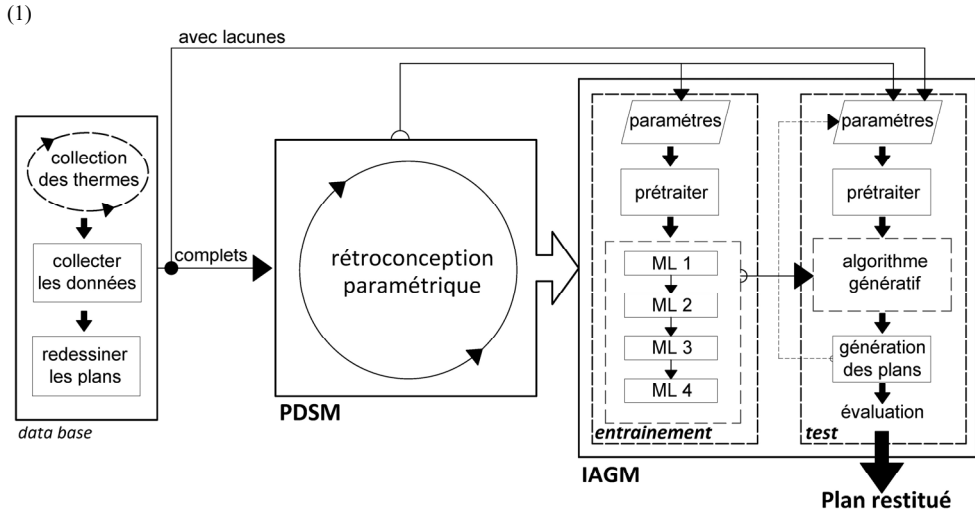 (1)
avec lacunes
collection
des thermes
collecter
les données
redessiner
les plans
data base
complets
rétroconception
paramétrique
PDSM
paramétres
prétraiter
ML 1
ML 2
ML 3
ML 4
entrainement
paramétres
prétraiter
algorithme
génératif
génération
des plans
évaluation
test
IAGM
Plan restitué